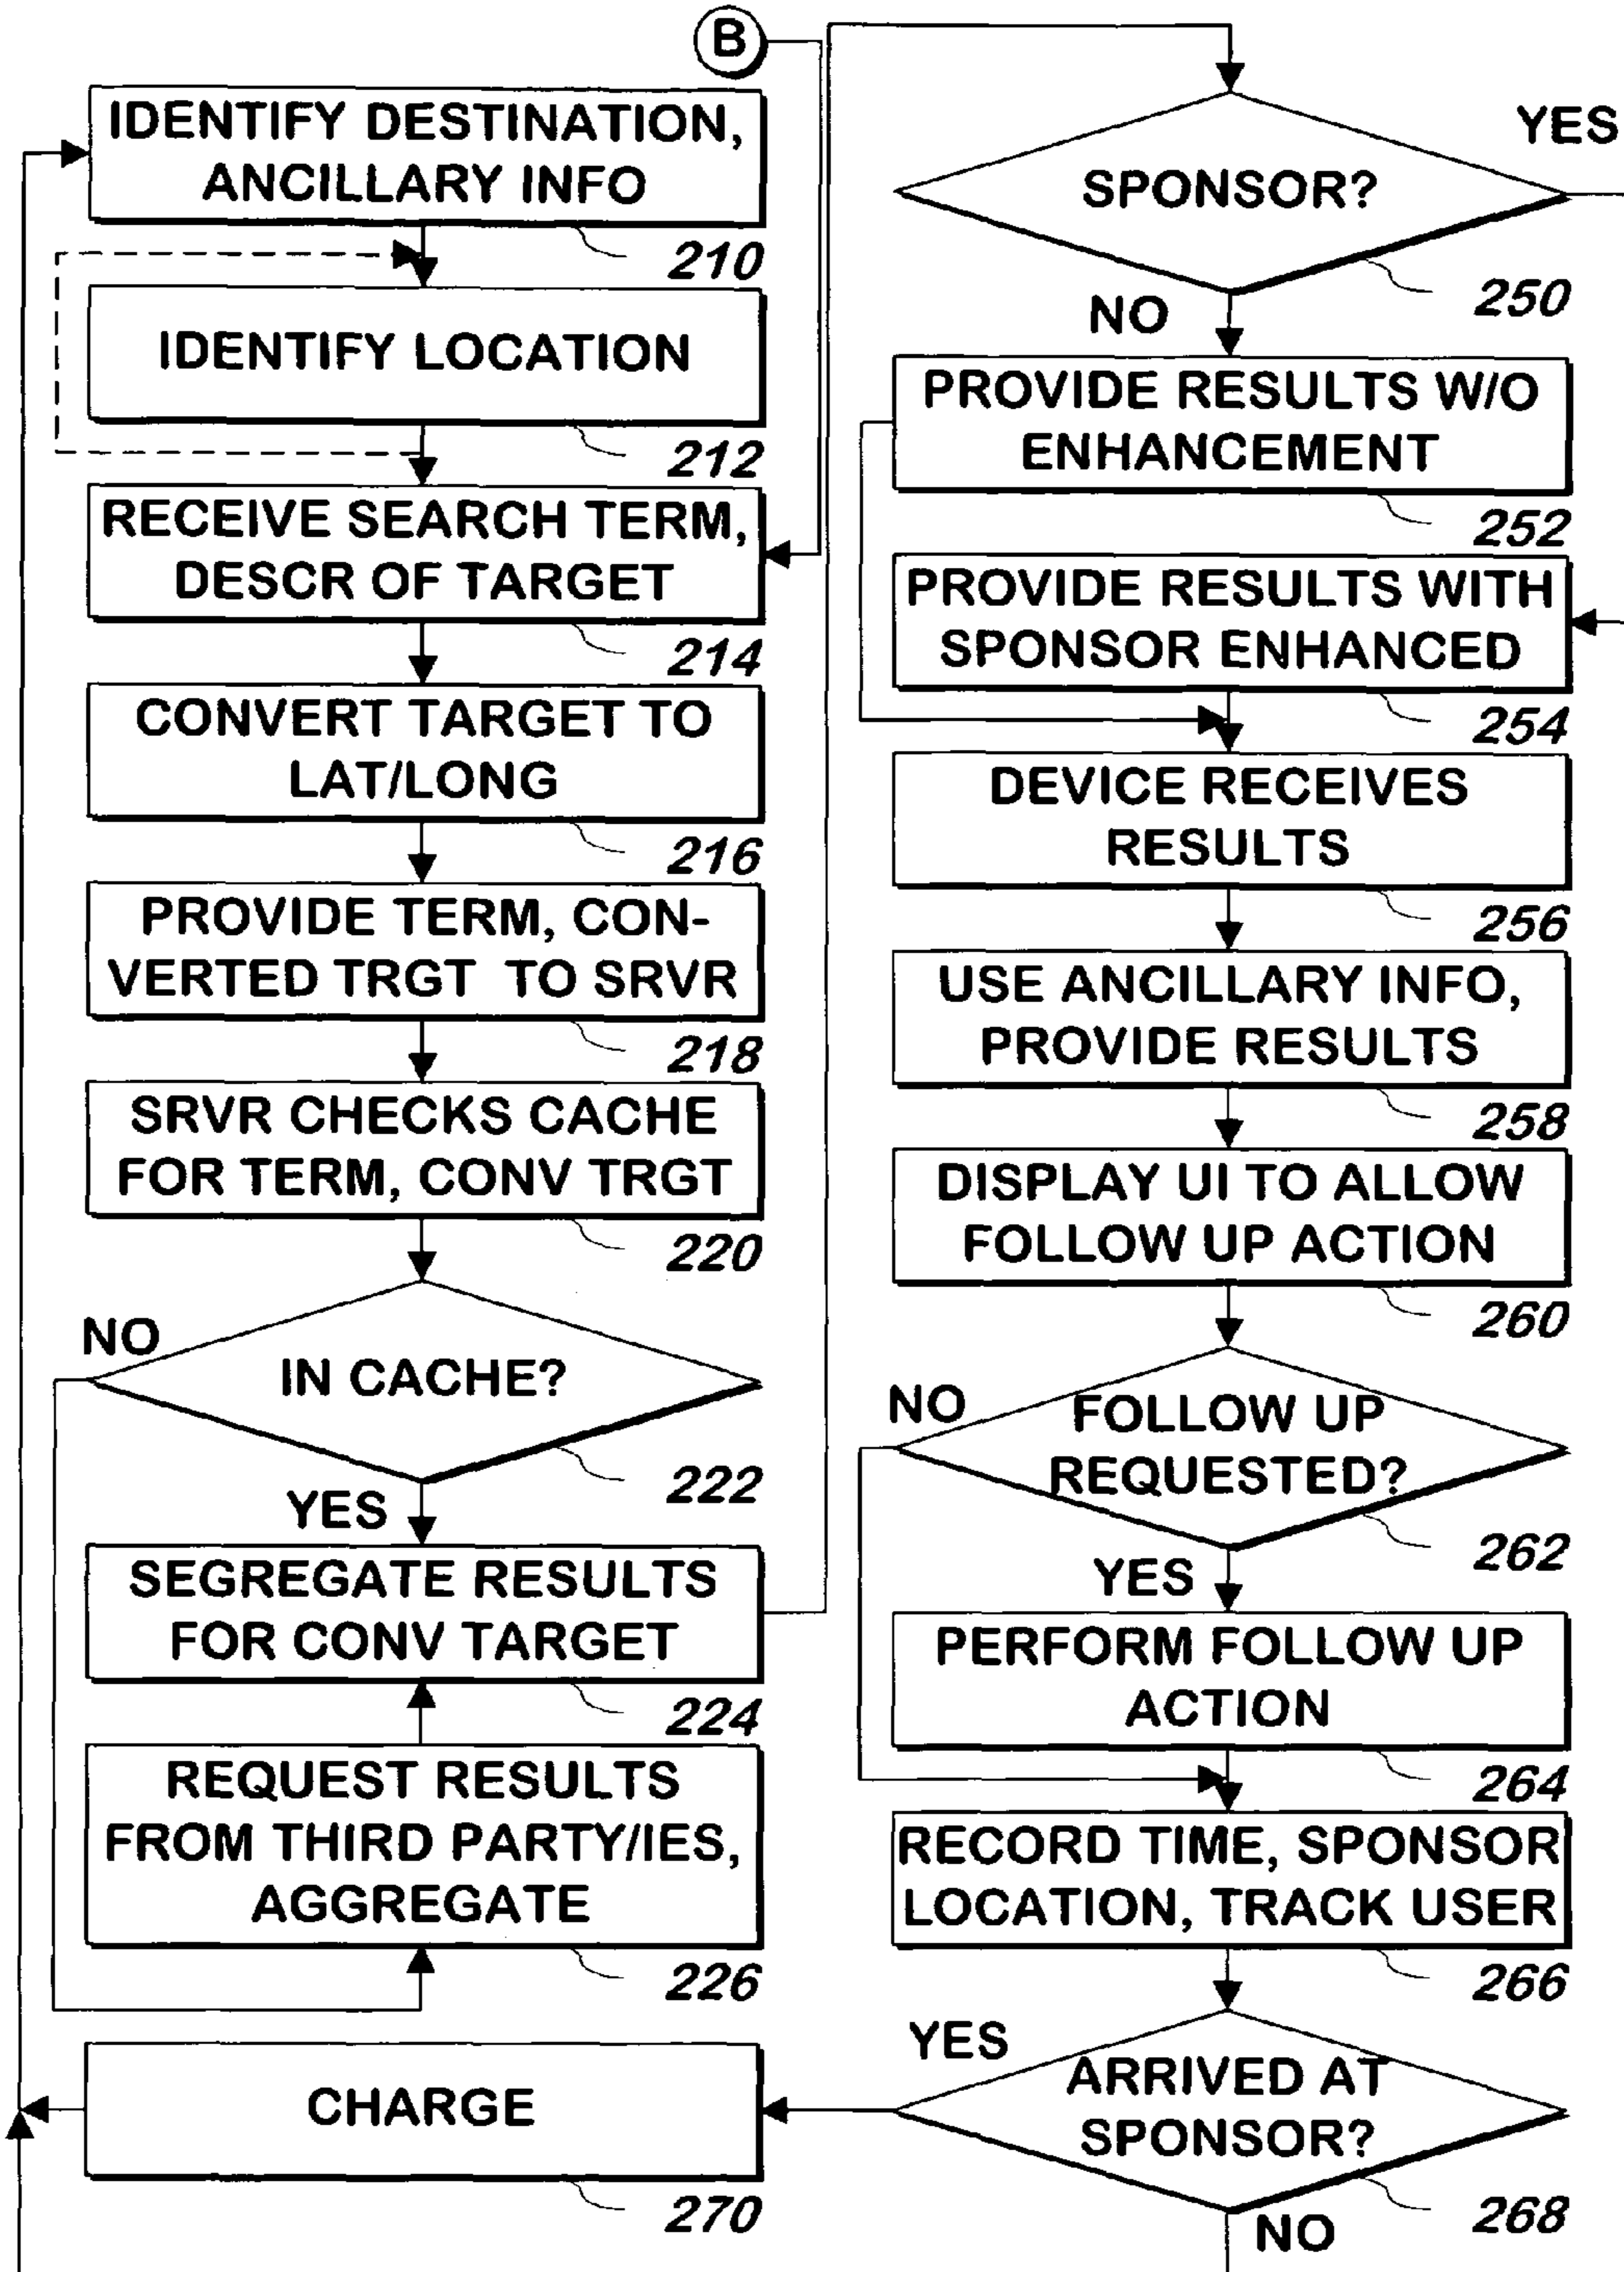 B
IDENTIFY DESTINATION,
ANCILLARY INFO
210
IDENTIFY LOCATION
212
RECEIVE SEARCH TERM,
DESCR OF TARGET
214
CONVERT TARGET TO
LAT/LONG
216
PROVIDE TERM, CON-
VERTED TRGT TO SRVR
218
SRVR CHECKS CACHE
FOR TERM, CONV TRGT
220
NO
IN CACHE?
222
YES
SEGREGATE RESULTS
FOR CONV TARGET
224
REQUEST RESULTS
FROM THIRD PARTY/IES,
AGGREGATE
226
CHARGE
270
YES
SPONSOR?
250
NO
PROVIDE RESULTS W/O
ENHANCEMENT
252
PROVIDE RESULTS WITH
SPONSOR ENHANCED
254
DEVICE RECEIVES
RESULTS
256
USE ANCILLARY INFO,
PROVIDE RESULTS
258
DISPLAY UI TO ALLOW
FOLLOW UP ACTION
260
NO
FOLLOW UP
REQUESTED?
262
YES
PERFORM FOLLOW UP
ACTION
264
RECORD TIME, SPONSOR
LOCATION, TRACK USER
266
YES
ARRIVED AT
SPONSOR?
268
NO